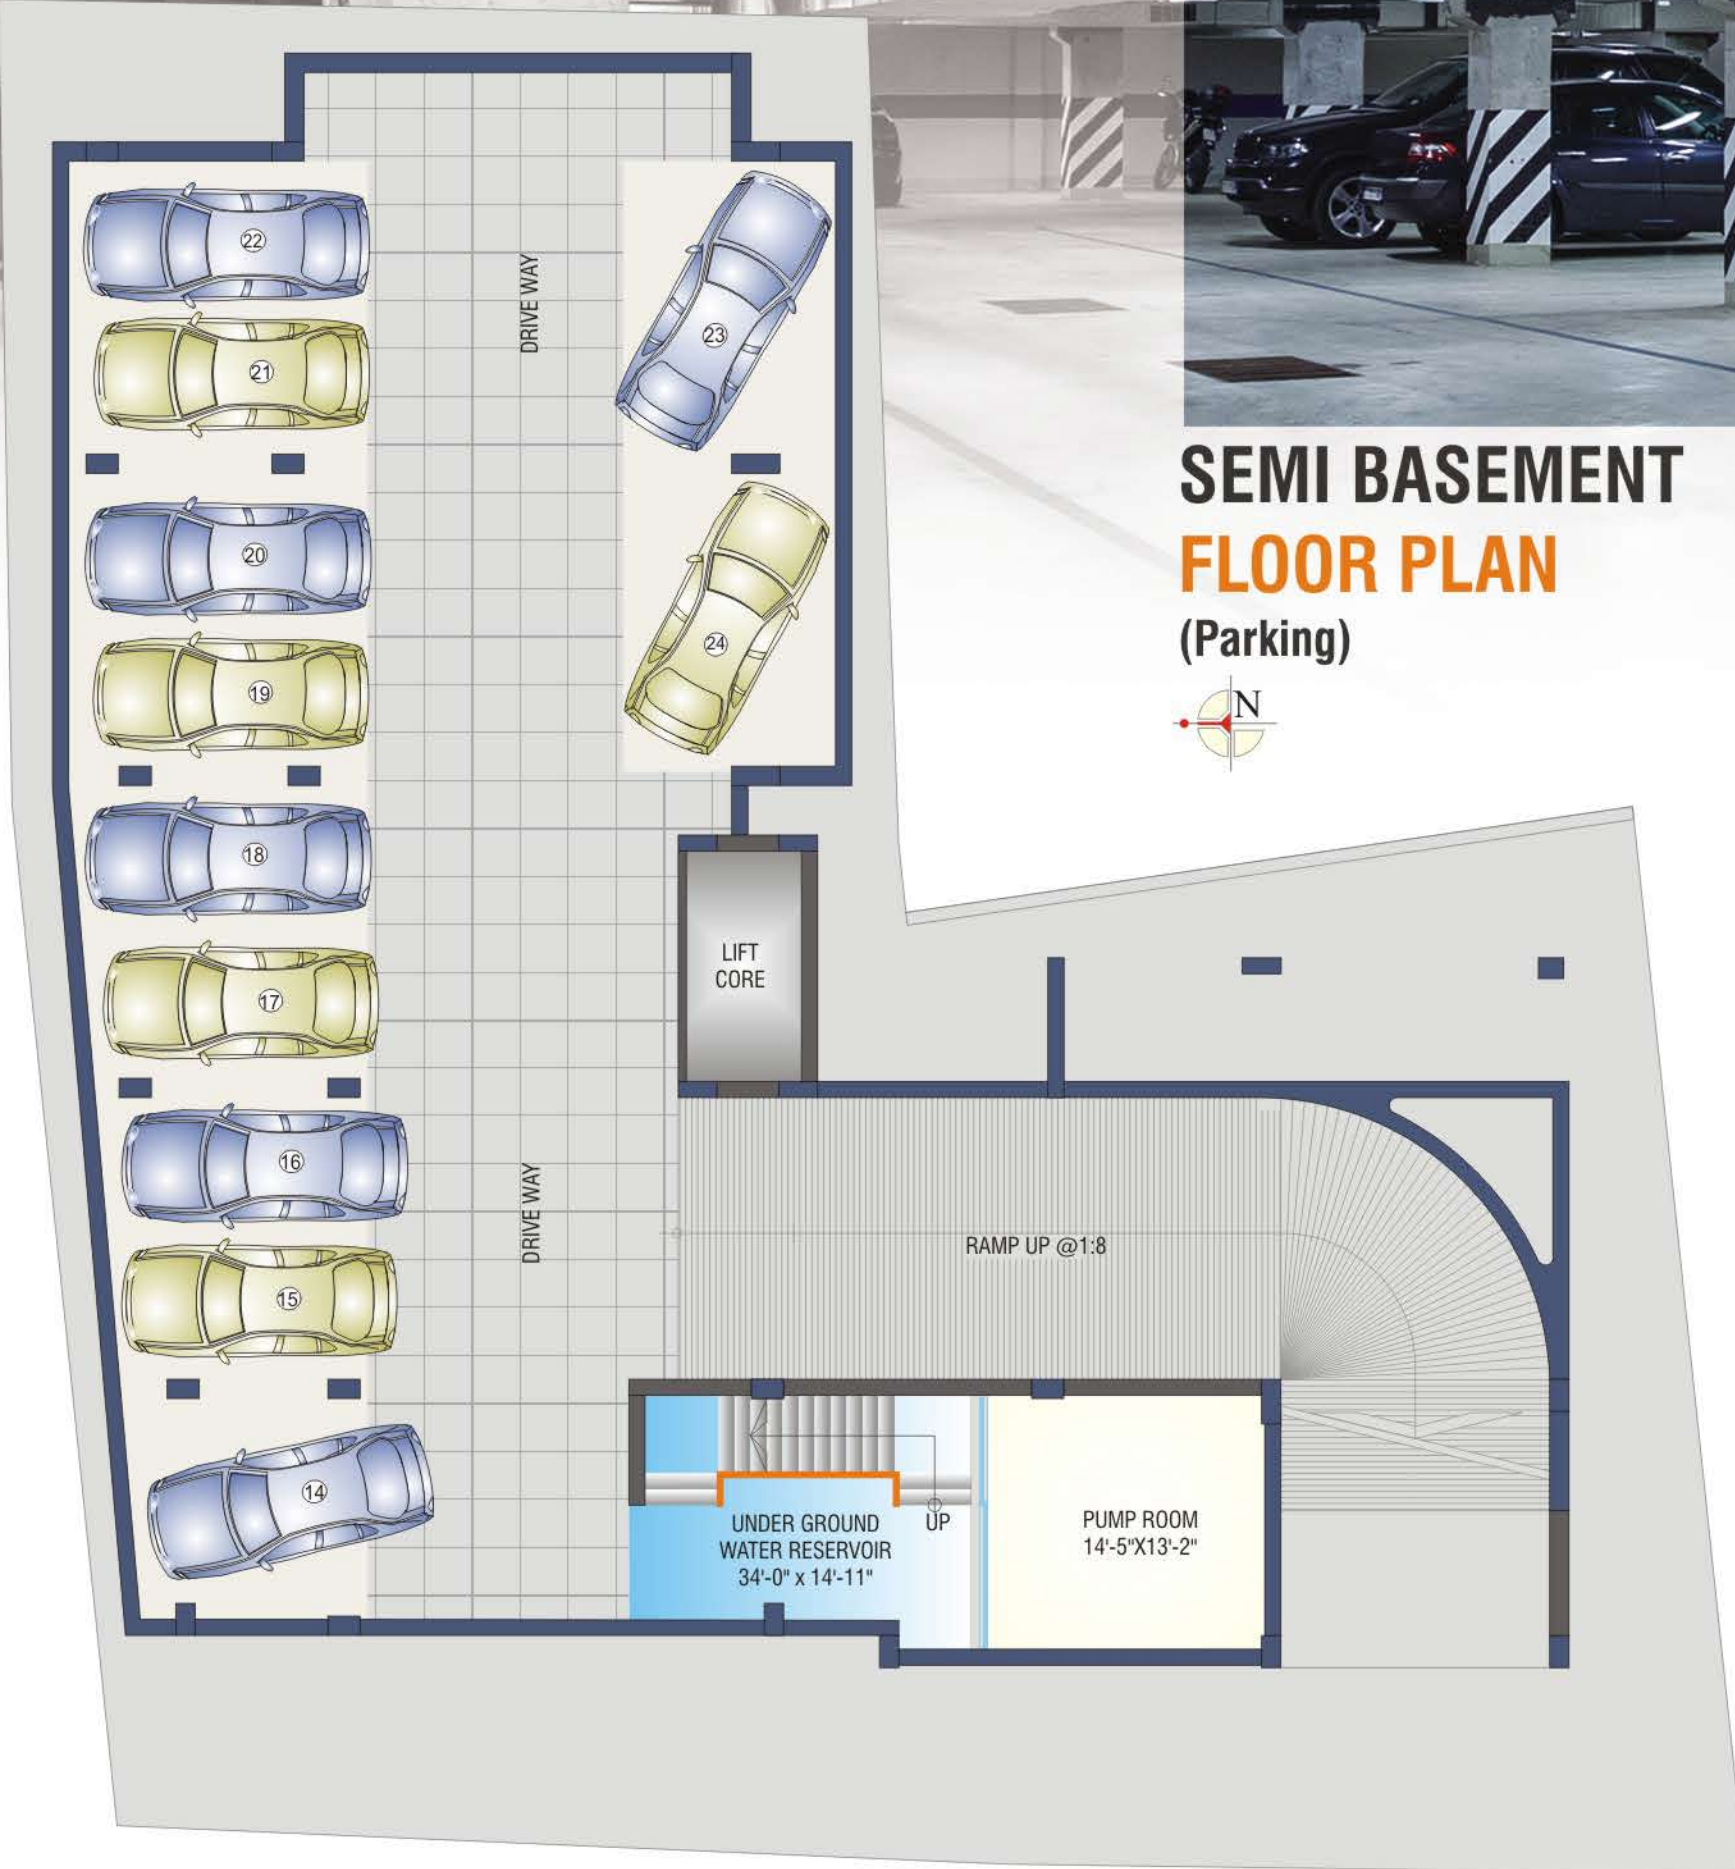 SEMI BASEMENT
FLOOR PLAN
(Parking)
N
22
21
20
19
18
17
16
15
14
23
24
DRIVE WAY
DRIVE WAY
LIFT
CORE
RAMP UP @1:8
UNDER GROUND
WATER RESERVOIR
34'-0" x 14'-11"
UP
PUMP ROOM
14'-5"X13'-2"